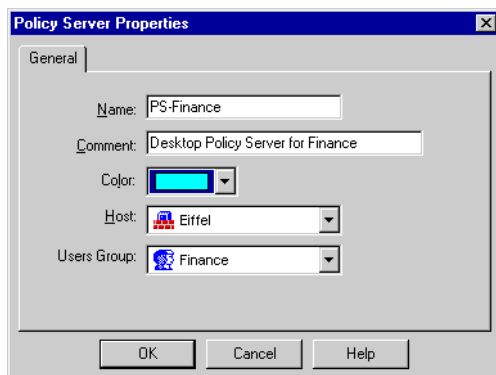 Policy Server Properties
General
Name: PS-Finance
Comment: Desktop Policy Server for Finance
Color:
Host: Eiffel
Users Group: Finance
OK Cancel Help